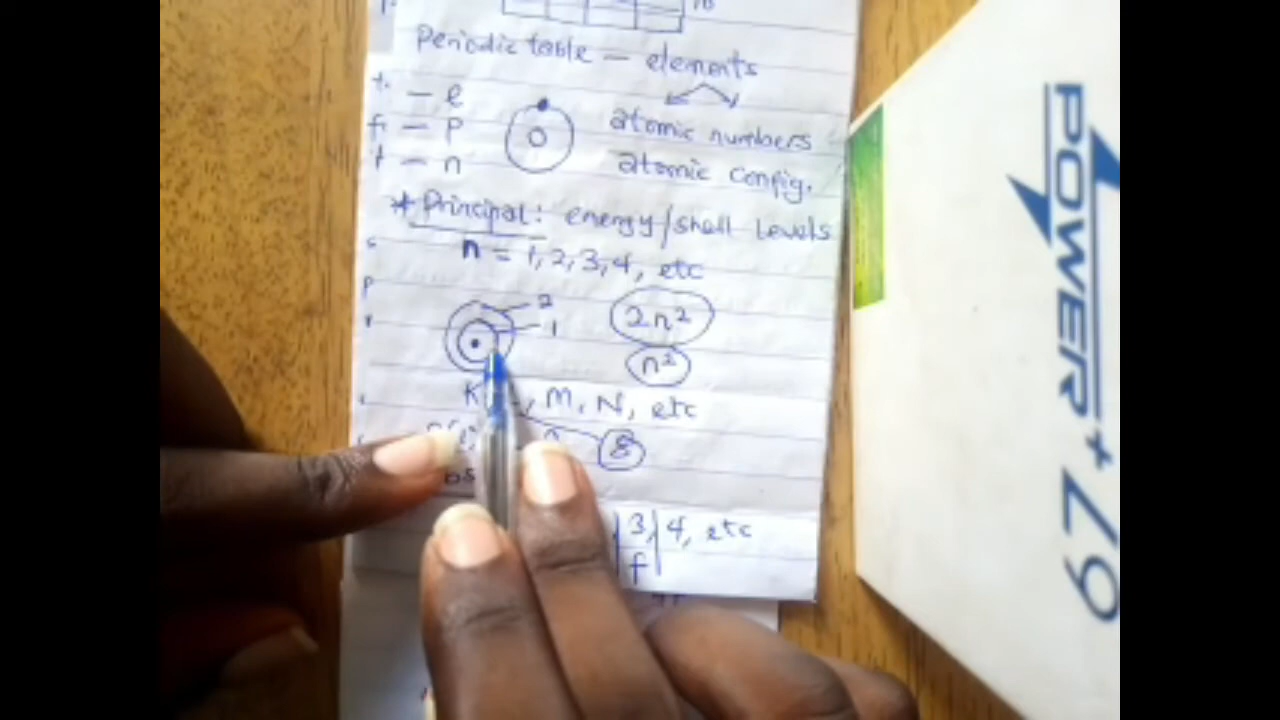 Periodic table — elements
— e
— P
— n
atomic numbers
atomic config.
* Principal: energy/shell levels
n = 1, 2, 3, 4, etc
2
1
2n²
n²
K , M, N, etc
8
3, 4, etc
f
POWER+ L9